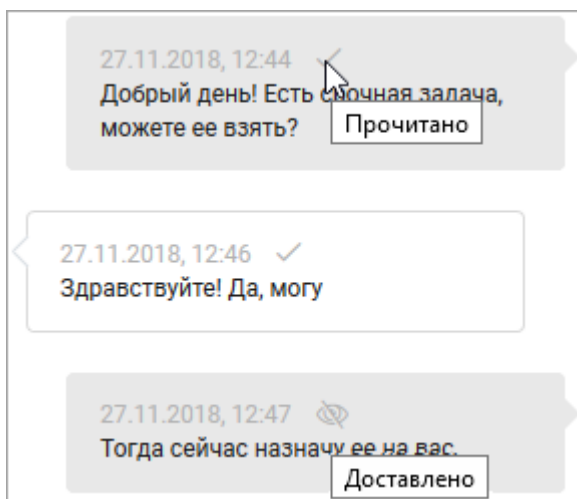 27.11.2018, 12:44
Добрый день! Есть срочная задача,
можете ее взять?
Прочитано
27.11.2018, 12:46
Здравствуйте! Да, могу
27.11.2018, 12:47
Тогда сейчас назначу ее на вас.
Доставлено